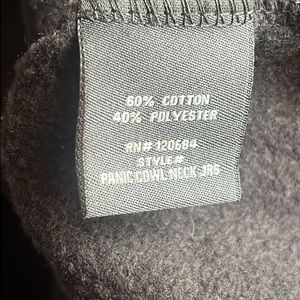 60% COTTON
40% POLYESTER
RN# 120684
STYLE#
PANIC COWL NECK-JRS